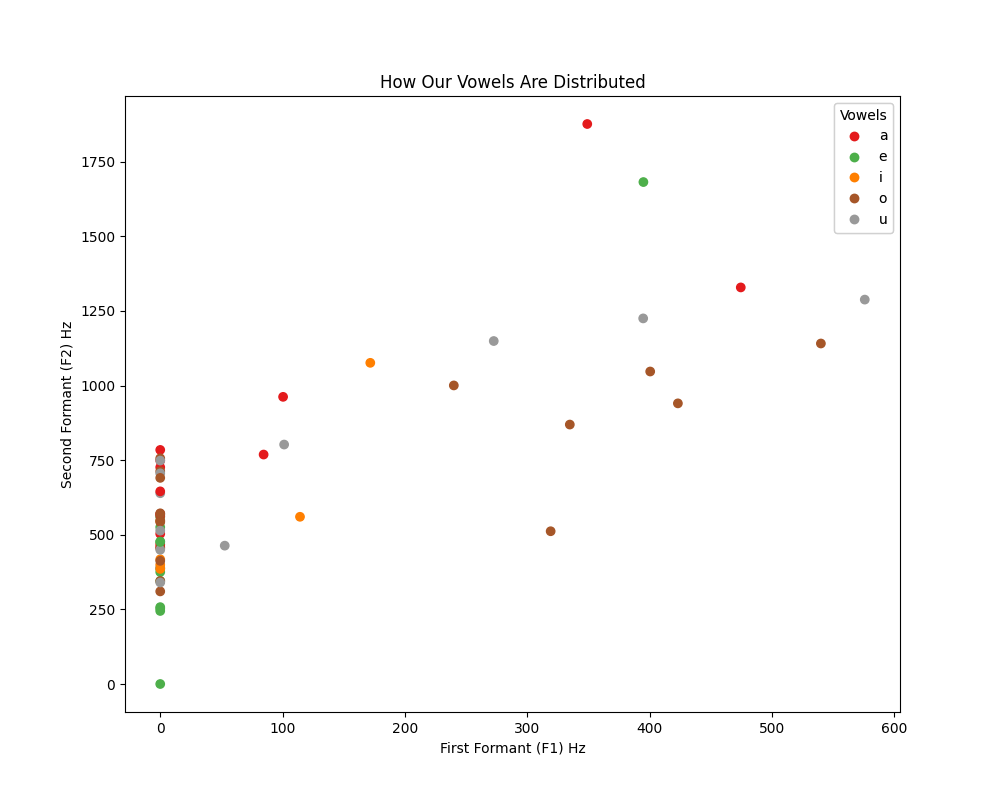 How Our Vowels Are Distributed
Vowels
a
e
i
o
u
Second Formant (F2) Hz
1750
1500
1250
1000
750
500
250
0
0 100 200 300 400 500 600
First Formant (F1) Hz